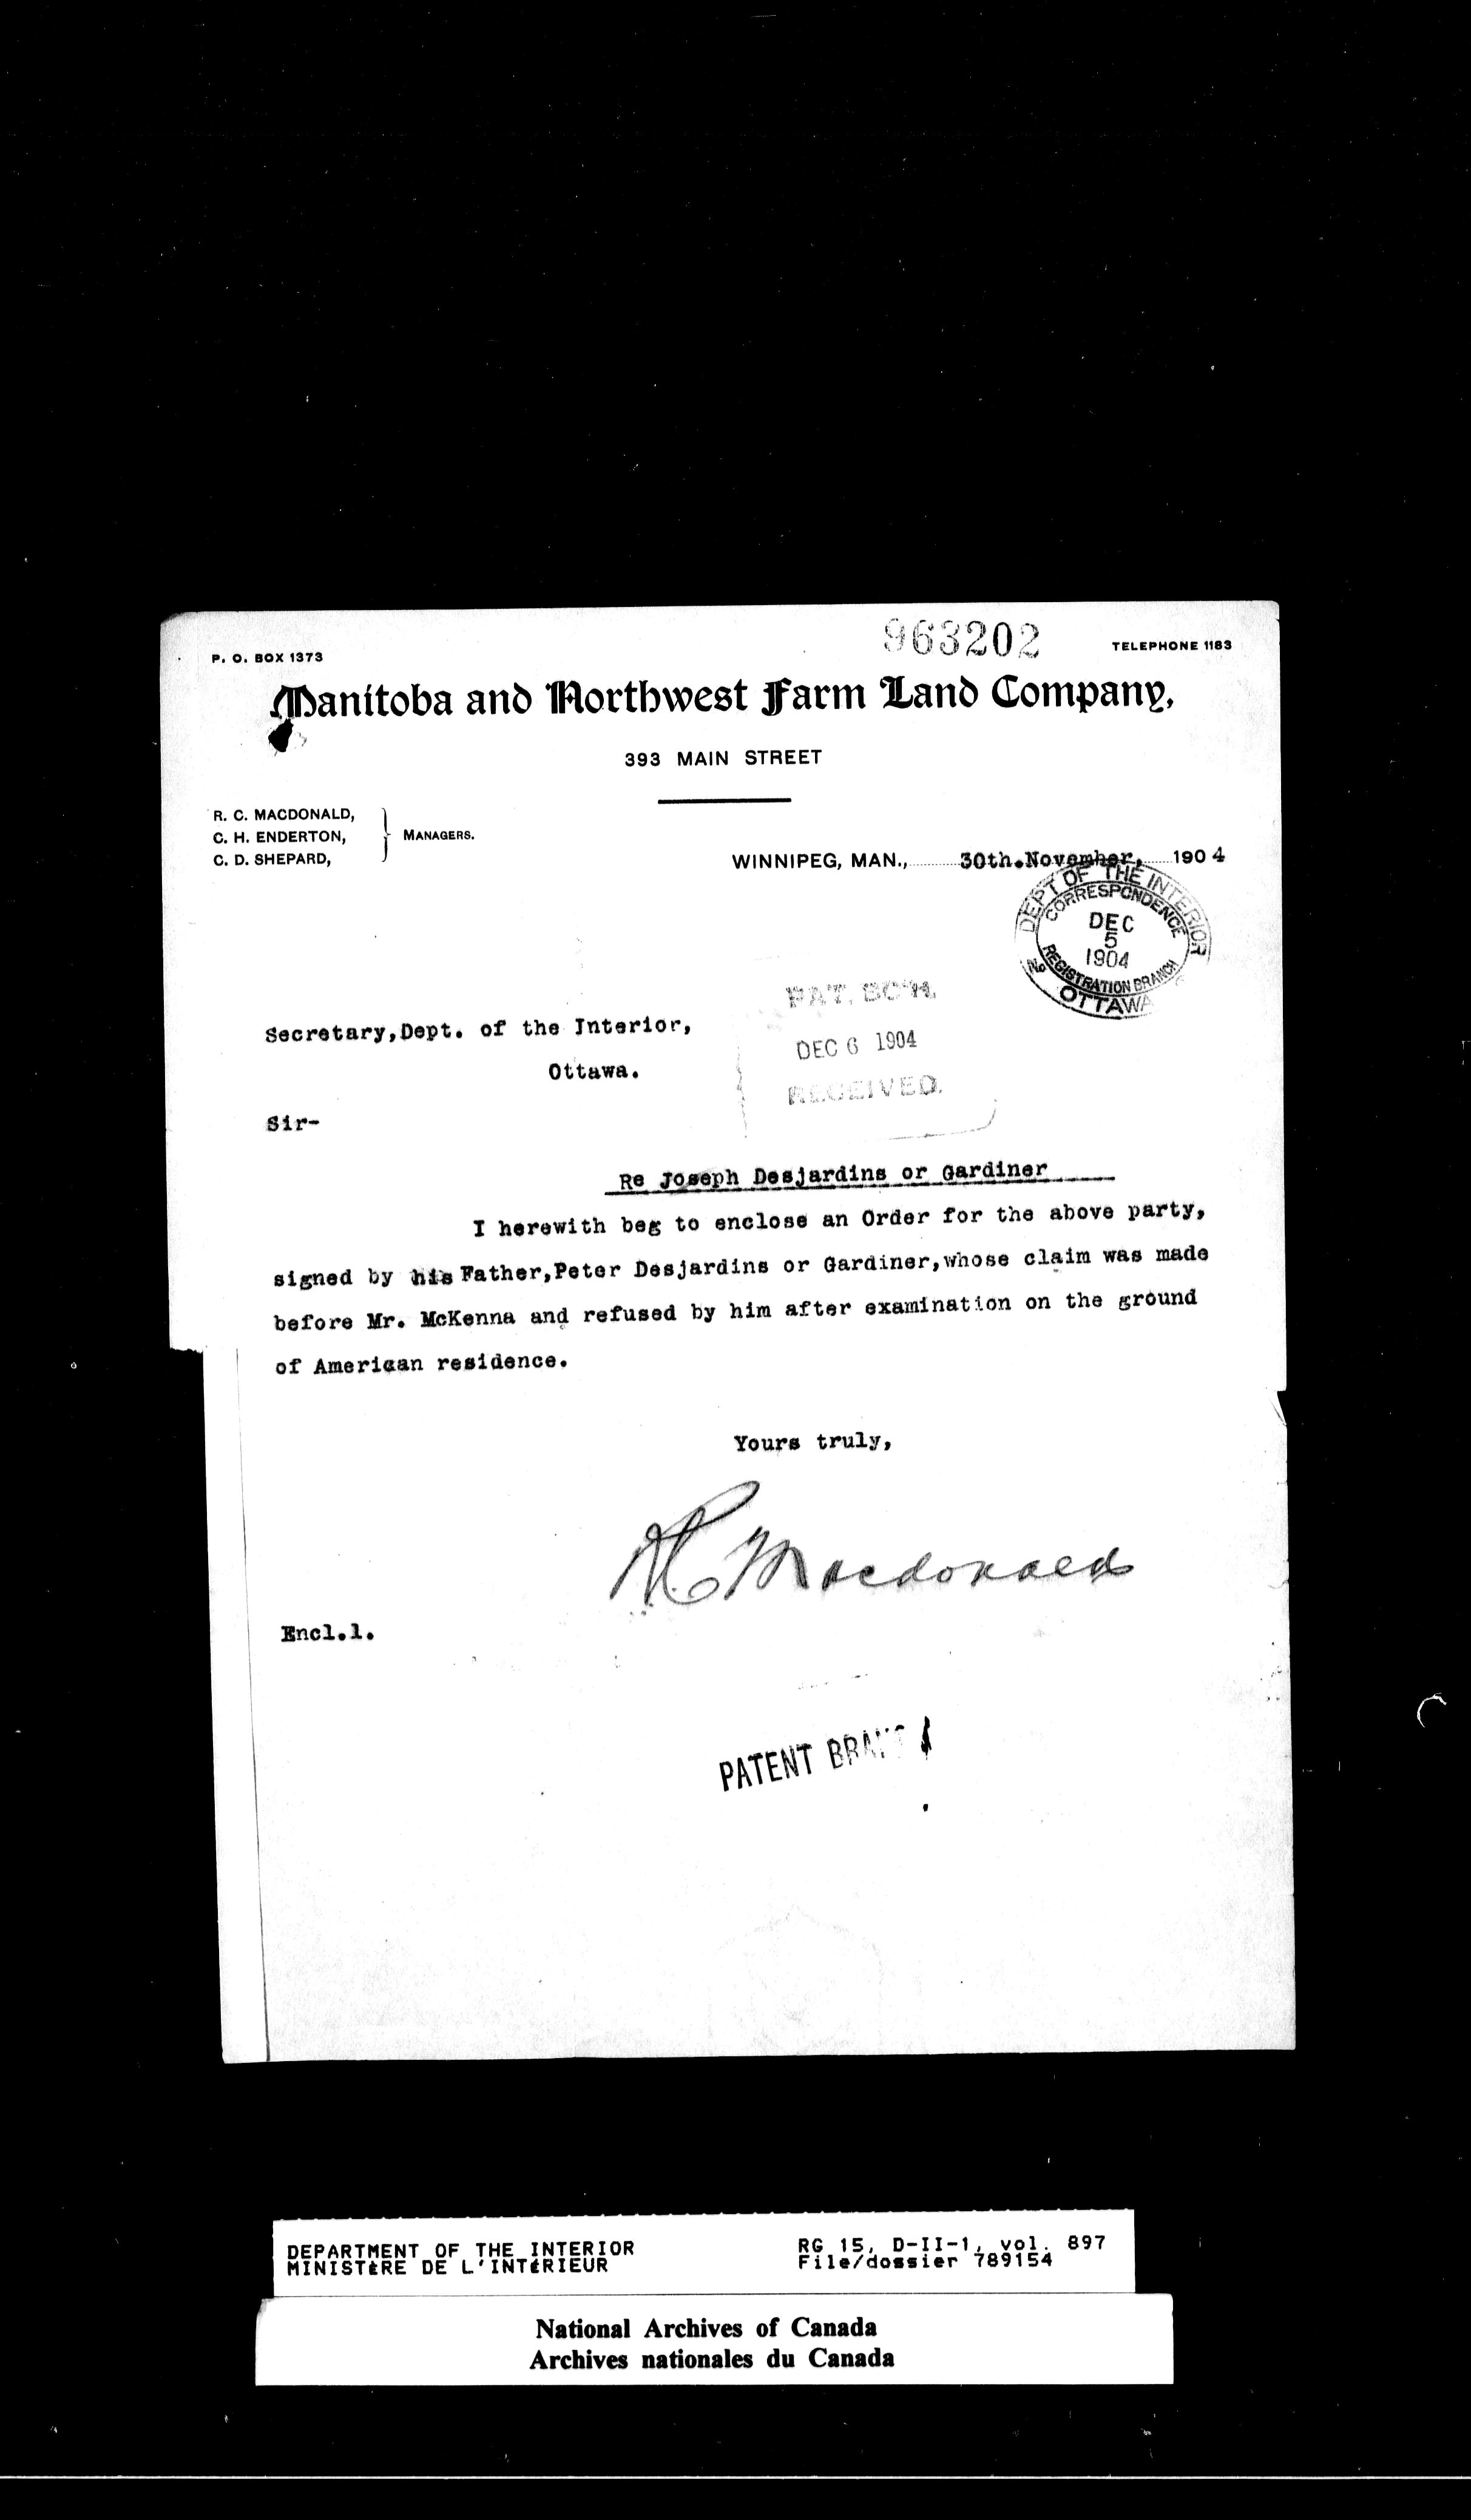 963202
P. O. BOX 1373
TELEPHONE 1183
Manitoba and Northwest Farm Land Company,
393 MAIN STREET
R. C. MACDONALD,
C. H. ENDERTON,
C. D. SHEPARD,
MANAGERS.
WINNIPEG, MAN., 30th.November, 1904
DEPT OF THE INTERIOR
CORRESPONDENCE
DEC
5
1904
REGISTRATION BRANCH
No
OTTAWA
PAT. BCH.
DEC 6 1904
RECEIVED.
Secretary,Dept. of the Interior,
Ottawa.
Sir-
Re Joseph Desjardins or Gardiner
I herewith beg to enclose an Order for the above party,
signed by his Father,Peter Desjardins or Gardiner,whose claim was made
before Mr. McKenna and refused by him after examination on the ground
of American residence.
Yours truly,
RC Macdonald
Encl.1.
PATENT
DEPARTMENT OF THE INTERIOR
MINISTÈRE DE L'INTÉRIEUR
RG 15, D-II-1, vol. 897
File/dossier 789154
National Archives of Canada
Archives nationales du Canada